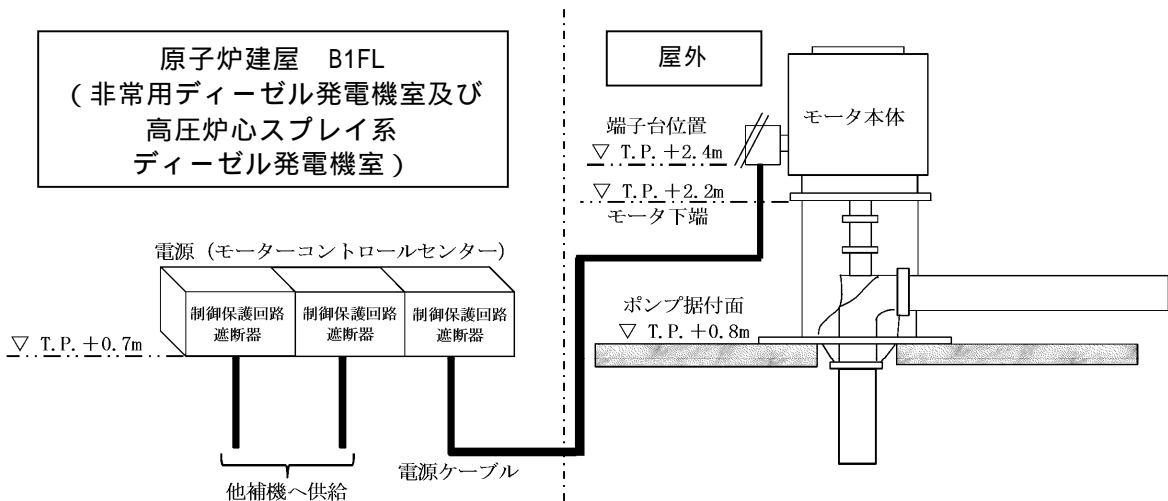 原子炉建屋　B1FL
（非常用ディーゼル発電機室及び
高圧炉心スプレイ系
ディーゼル発電機室）
屋外
モータ本体
端子台位置
▽ T.P.＋2.4m
▽ T.P.＋2.2m
モータ下端
電源（モーターコントロールセンター）
制御保護回路
遮断器
制御保護回路
遮断器
制御保護回路
遮断器
▽ T.P.＋0.7m
ポンプ据付面
▽ T.P.＋0.8m
電源ケーブル
他補機へ供給